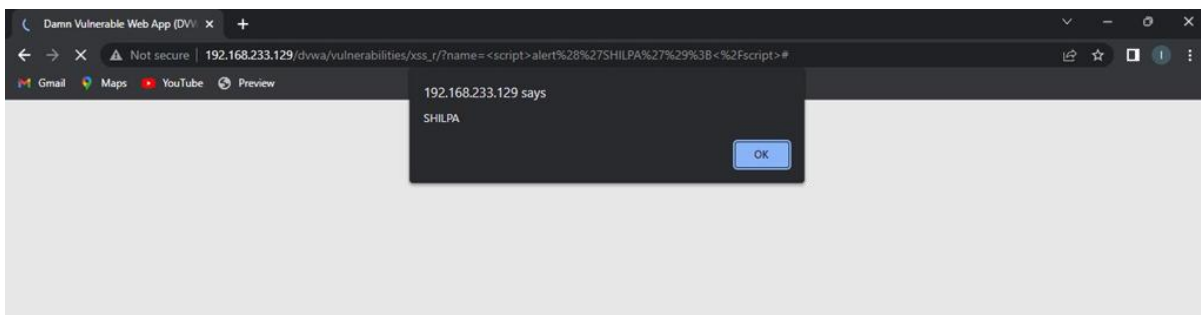 Damn Vulnerable Web App (DVW
Not secure | 192.168.233.129/dvwa/vulnerabilities/xss_r/?name=<script>alert%28%27SHILPA%27%29%3B<%2Fscript>#
Gmail Maps YouTube Preview
192.168.233.129 says
SHILPA
OK